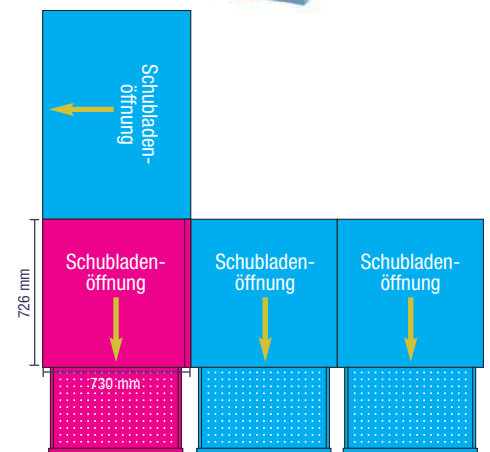 Schubladen-
öffnung
726 mm
Schubladen-
öffnung
Schubladen-
öffnung
Schubladen-
öffnung
730 mm